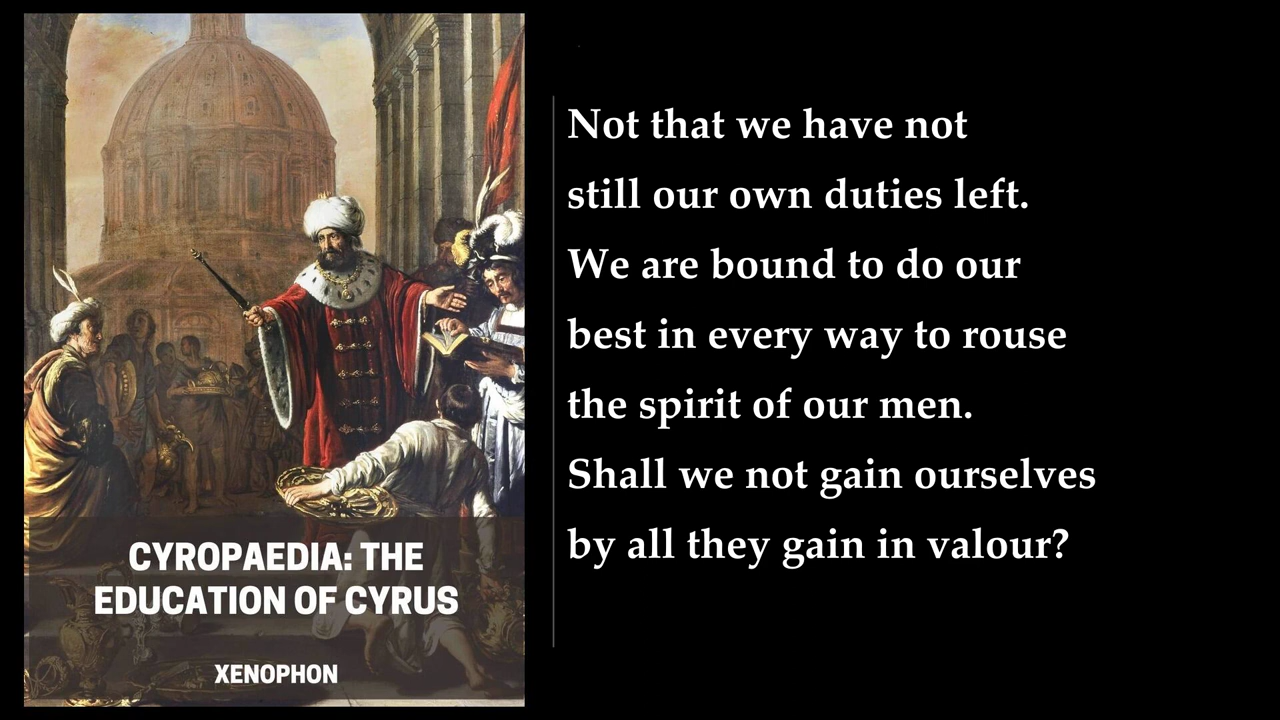 CYROPAEDIA: THE
EDUCATION OF CYRUS
XENOPHON
Not that we have not
still our own duties left.
We are bound to do our
best in every way to rouse
the spirit of our men.
Shall we not gain ourselves
by all they gain in valour?